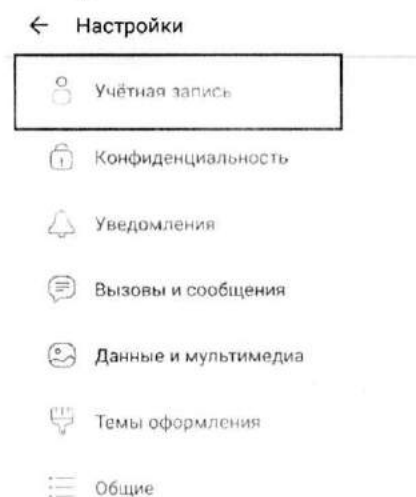 Настройки
Учётная запись
Конфиденциальность
Уведомления
Вызовы и сообщения
Данные и мультимедиа
Темы оформления
Общие